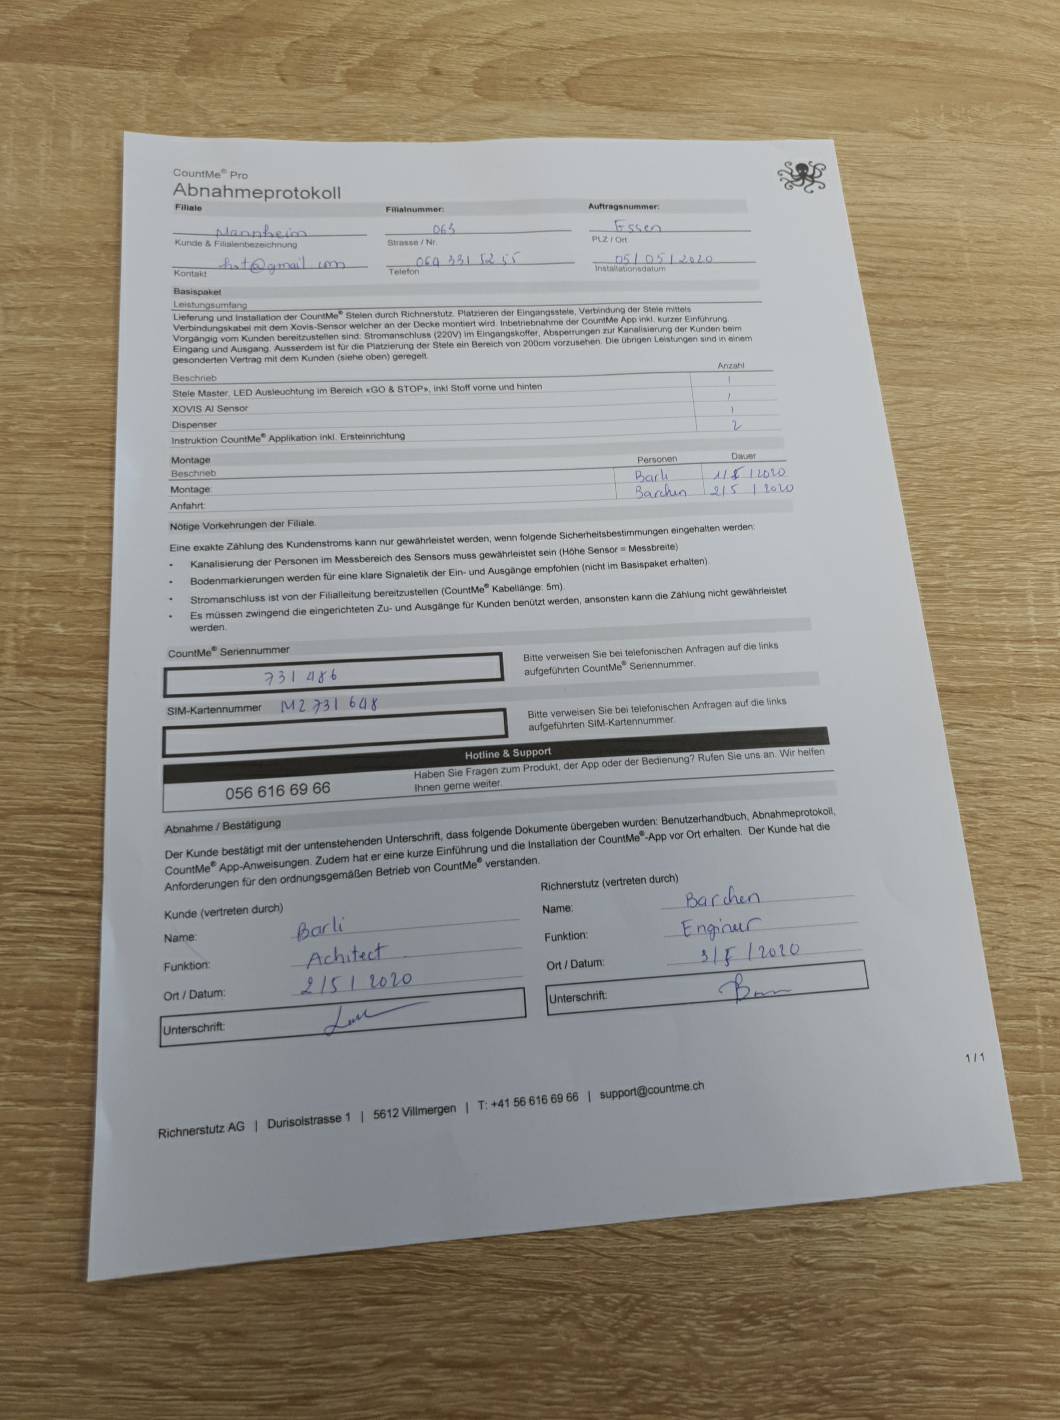 CountMe® Pro
Abnahmeprotokoll
Filiale Filialnummer: Auftragsnummer:
Mannheim 063 Essen
Kunde & Filialenbezeichnung Strasse / Nr. PLZ / Ort
hot@gmail com 069 331 52 55 05/05/2020
Kontakt Telefon Installationsdatum
Basispaket
Leistungsumfang
Lieferung und Installation der CountMe® Stelen durch Richnerstutz. Platzieren der Eingangsstele, Verbindung der Stele mittels
Verbindungskabel mit dem Xovis-Sensor welcher an der Decke montiert wird. Inbetriebnahme der CountMe App inkl. kurzer Einführung.
Vorgängig vom Kunden bereitzustellen sind: Stromanschluss (220V) im Eingangskoffer, Absperrungen zur Kanalisierung der Kunden beim
Eingang und Ausgang. Ausserdem ist für die Platzierung der Stele ein Bereich von 200cm vorzusehen. Die übrigen Leistungen sind in einem
gesonderten Vertrag mit dem Kunden (siehe oben) geregelt.
Beschrieb Anzahl
Stele Master, LED Ausleuchtung im Bereich «GO & STOP», inkl Stoff vorne und hinten 1
XOVIS AI Sensor 1
Dispenser 1
Instruktion CountMe® Applikation inkl. Ersteinrichtung 2
Montage
Beschrieb Personen Dauer
Montage: Barli 1/5/2020
Anfahrt: Barchen 2/5/2020
Nötige Vorkehrungen der Filiale
Eine exakte Zählung des Kundenstroms kann nur gewährleistet werden, wenn folgende Sicherheitsbestimmungen eingehalten werden:
• Kanalisierung der Personen im Messbereich des Sensors muss gewährleistet sein (Höhe Sensor = Messbreite)
• Bodenmarkierungen werden für eine klare Signaletik der Ein- und Ausgänge empfohlen (nicht im Basispaket erhalten)
• Stromanschluss ist von der Filialleitung bereitzustellen (CountMe® Kabellänge: 5m)
• Es müssen zwingend die eingerichteten Zu- und Ausgänge für Kunden benützt werden, ansonsten kann die Zählung nicht gewährleistet
werden.
CountMe® Seriennummer
731 486
Bitte verweisen Sie bei telefonischen Anfragen auf die links
aufgeführten CountMe® Seriennummer.
SIM-Kartennummer MZ 731 648
Bitte verweisen Sie bei telefonischen Anfragen auf die links
aufgeführten SIM-Kartennummer
Hotline & Support
056 616 69 66
Haben Sie Fragen zum Produkt, der App oder der Bedienung? Rufen Sie uns an. Wir helfen
Ihnen gerne weiter.
Abnahme / Bestätigung
Der Kunde bestätigt mit der untenstehenden Unterschrift, dass folgende Dokumente übergeben wurden: Benutzerhandbuch, Abnahmeprotokoll,
CountMe® App-Anweisungen. Zudem hat er eine kurze Einführung und die Installation der CountMe®-App vor Ort erhalten. Der Kunde hat die
Anforderungen für den ordnungsgemäßen Betrieb von CountMe® verstanden.
Kunde (vertreten durch) Richnerstutz (vertreten durch)
Name: Barli Name: Barchen
Funktion: Achitect Funktion: Enginer
Ort / Datum: 2/5/2020 Ort / Datum: 3/5/2020
Unterschrift: Unterschrift:
1 / 1
Richnerstutz AG | Durisolstrasse 1 | 5612 Villmergen | T: +41 56 616 69 66 | support@countme.ch